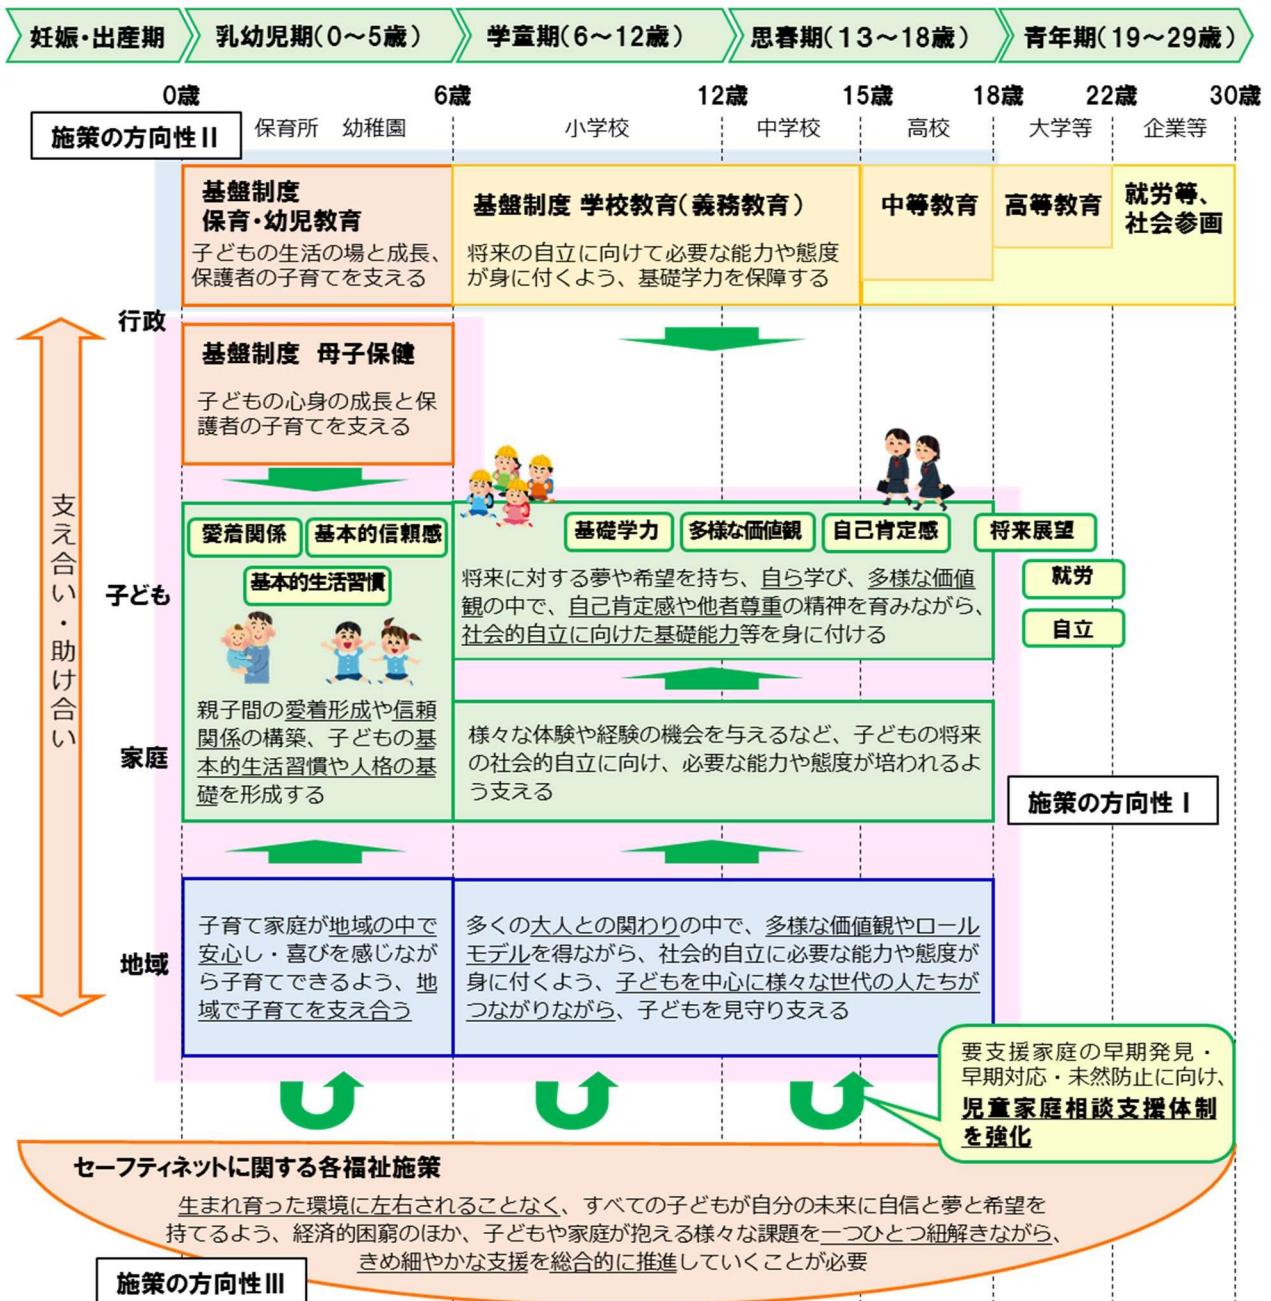 妊娠・出産期
乳幼児期(0～5歳)
学童期(6～12歳)
思春期(13～18歳)
青年期(19～29歳)
0歳
6歳
12歳
15歳
18歳
22歳
30歳
施策の方向性Ⅱ
保育所 幼稚園
小学校
中学校
高校
大学等
企業等
基盤制度
保育・幼児教育
子どもの生活の場と成長、
保護者の子育てを支える
基盤制度 学校教育(義務教育)
将来の自立に向けて必要な能力や態度
が身に付くよう、基礎学力を保障する
中等教育
高等教育
就労等、
社会参画
行政
基盤制度 母子保健
子どもの心身の成長と保
護者の子育てを支える
支え合い・助け合い
子ども
愛着関係
基本的信頼感
基本的生活習慣
基礎学力
多様な価値観
自己肯定感
将来展望
就労
自立
将来に対する夢や希望を持ち、自ら学び、多様な価値
観の中で、自己肯定感や他者尊重の精神を育みながら、
社会的自立に向けた基礎能力等を身に付ける
家庭
親子間の愛着形成や信頼
関係の構築、子どもの基
本的生活習慣や人格の基
礎を形成する
様々な体験や経験の機会を与えるなど、子どもの将来
の社会的自立に向け、必要な能力や態度が培われるよ
う支える
施策の方向性Ⅰ
地域
子育て家庭が地域の中で
安心し・喜びを感じなが
ら子育てできるよう、地
域で子育てを支え合う
多くの大人との関わりの中で、多様な価値観やロール
モデルを得ながら、社会的自立に必要な能力や態度が
身に付くよう、子どもを中心に様々な世代の人たちが
つながりながら、子どもを見守り支える
要支援家庭の早期発見・
早期対応・未然防止に向け、
児童家庭相談支援体制
を強化
セーフティネットに関する各福祉施策
生まれ育った環境に左右されることなく、すべての子どもが自分の未来に自信と夢と希望を
持てるよう、経済的困窮のほか、子どもや家庭が抱える様々な課題を一つひとつ紐解きながら、
きめ細やかな支援を総合的に推進していくことが必要
施策の方向性Ⅲ